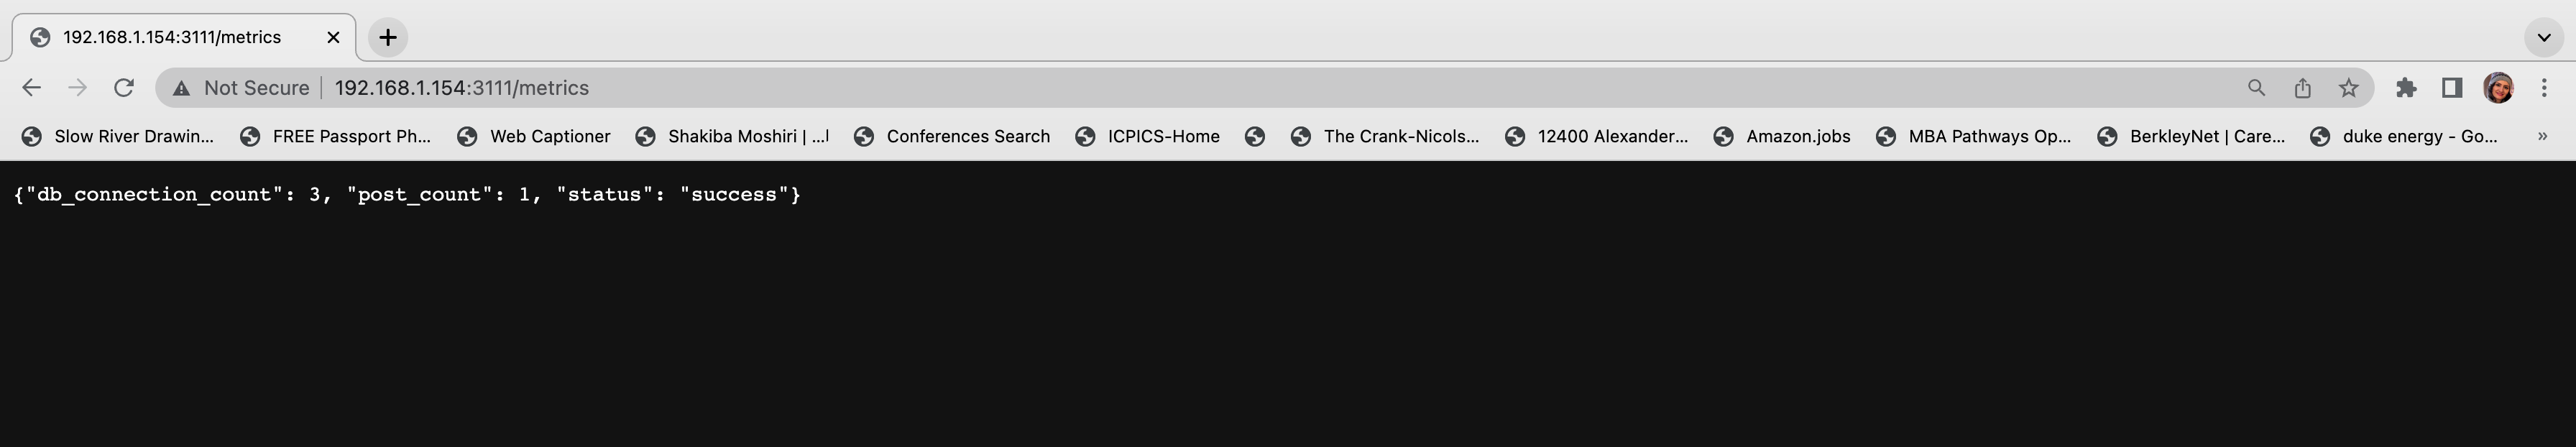 192.168.1.154:3111/metrics
Not Secure 192.168.1.154:3111/metrics
Slow River Drawin... FREE Passport Ph... Web Captioner Shakiba Moshiri | ...l Conferences Search ICPICS-Home The Crank-Nicols... 12400 Alexander... Amazon.jobs MBA Pathways Op... BerkleyNet | Care... duke energy - Go... »
{"db_connection_count": 3, "post_count": 1, "status": "success"}